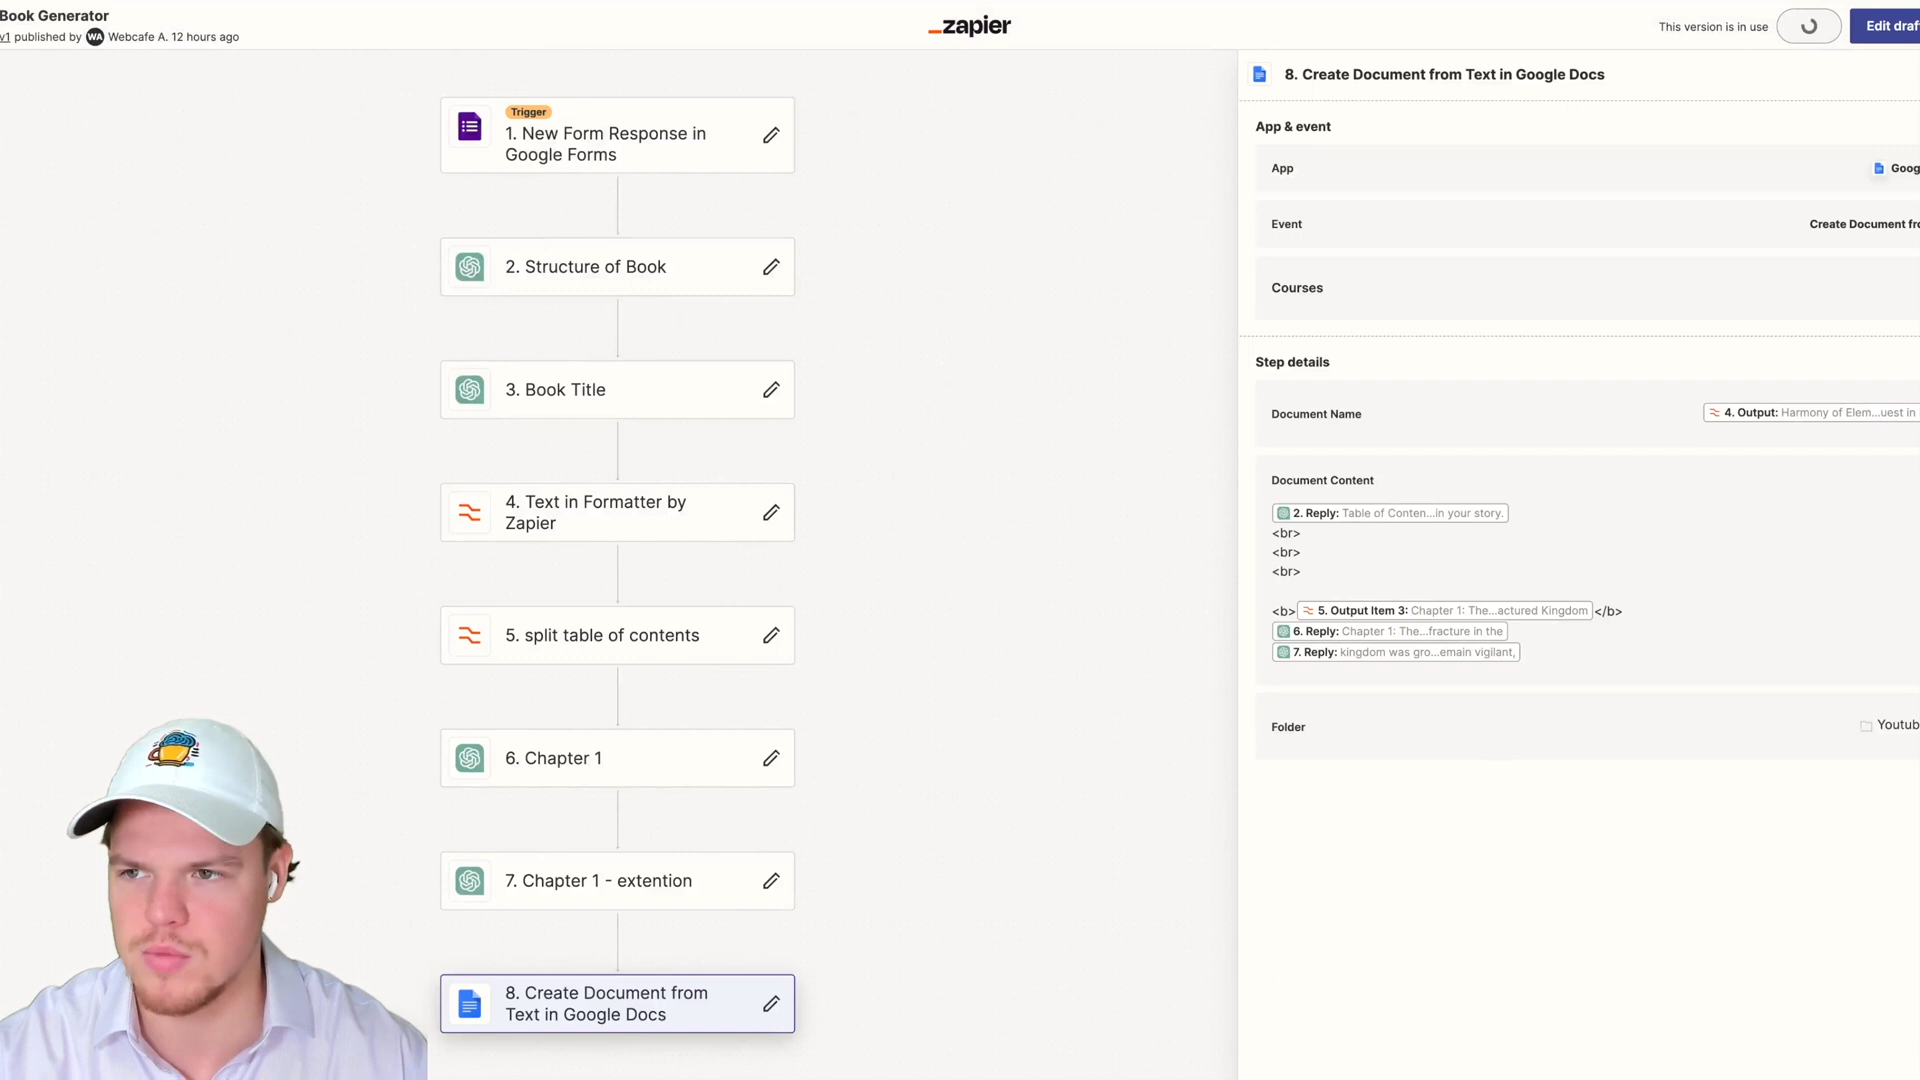 Book Generator
v1 published by WA Webcafe A. 12 hours ago
zapier
This version is in use
Edit draf
Trigger
1. New Form Response in
Google Forms
2. Structure of Book
3. Book Title
4. Text in Formatter by
Zapier
5. split table of contents
6. Chapter 1
7. Chapter 1 - extention
8. Create Document from
Text in Google Docs
8. Create Document from Text in Google Docs
App & event
App
Goog
Event
Create Document fro
Courses
Step details
Document Name
4. Output: Harmony of Elem...uest in
Document Content
2. Reply: Table of Conten...in your story.
<br>
<br>
<br>
<b> 5. Output Item 3: Chapter 1: The...actured Kingdom </b>
6. Reply: Chapter 1: The...fracture in the
7. Reply: kingdom was gro...emain vigilant,
Folder
Youtub